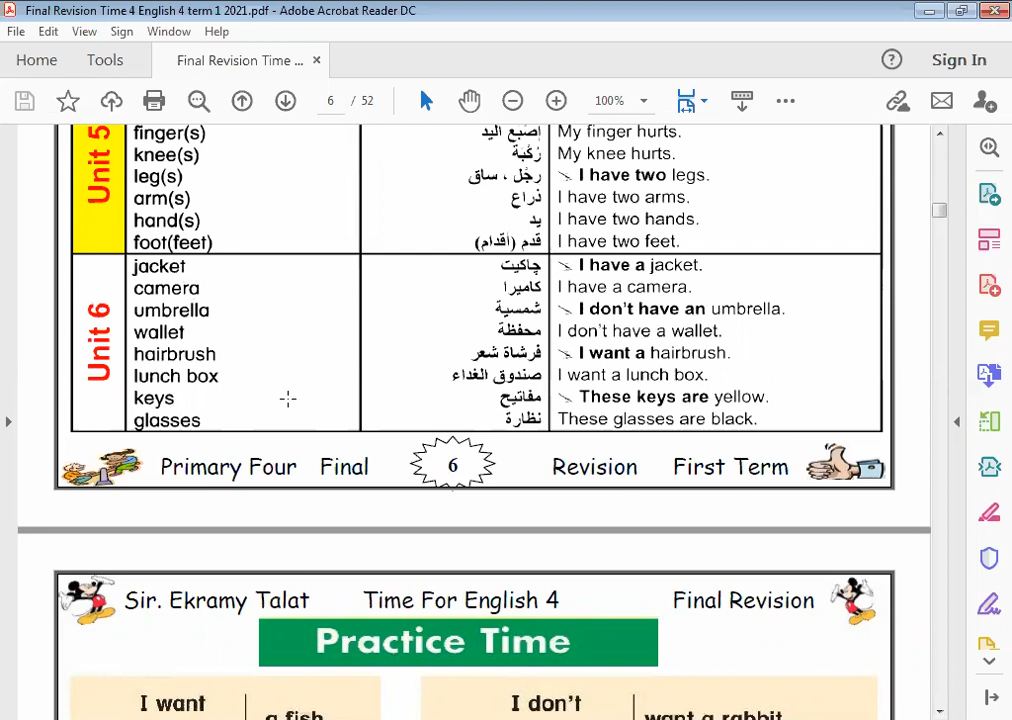 Final Revision Time 4 English 4 term 1 2021.pdf - Adobe Acrobat Reader DC
File Edit View Sign Window Help
Home Tools Final Revision Time ... × Sign In
6 / 52 100%
Unit 5
finger(s) إصْبَع اليد My finger hurts.
knee(s) رُكْبَة My knee hurts.
leg(s) رجُل ، ساق I have two legs.
arm(s) ذراع I have two arms.
hand(s) يد I have two hands.
foot(feet) قدم (أقدام) I have two feet.
Unit 6
jacket چاكيت I have a jacket.
camera كاميرا I have a camera.
umbrella شمسية I don't have an umbrella.
wallet محفظة I don't have a wallet.
hairbrush فرشاة شعر I want a hairbrush.
lunch box صندوق الغداء I want a lunch box.
keys مفاتيح These keys are yellow.
glasses نظارة These glasses are black.
Primary Four Final 6 Revision First Term
Sir. Ekramy Talat Time For English 4 Final Revision
Practice Time
I want a fish I don't want a rabbit